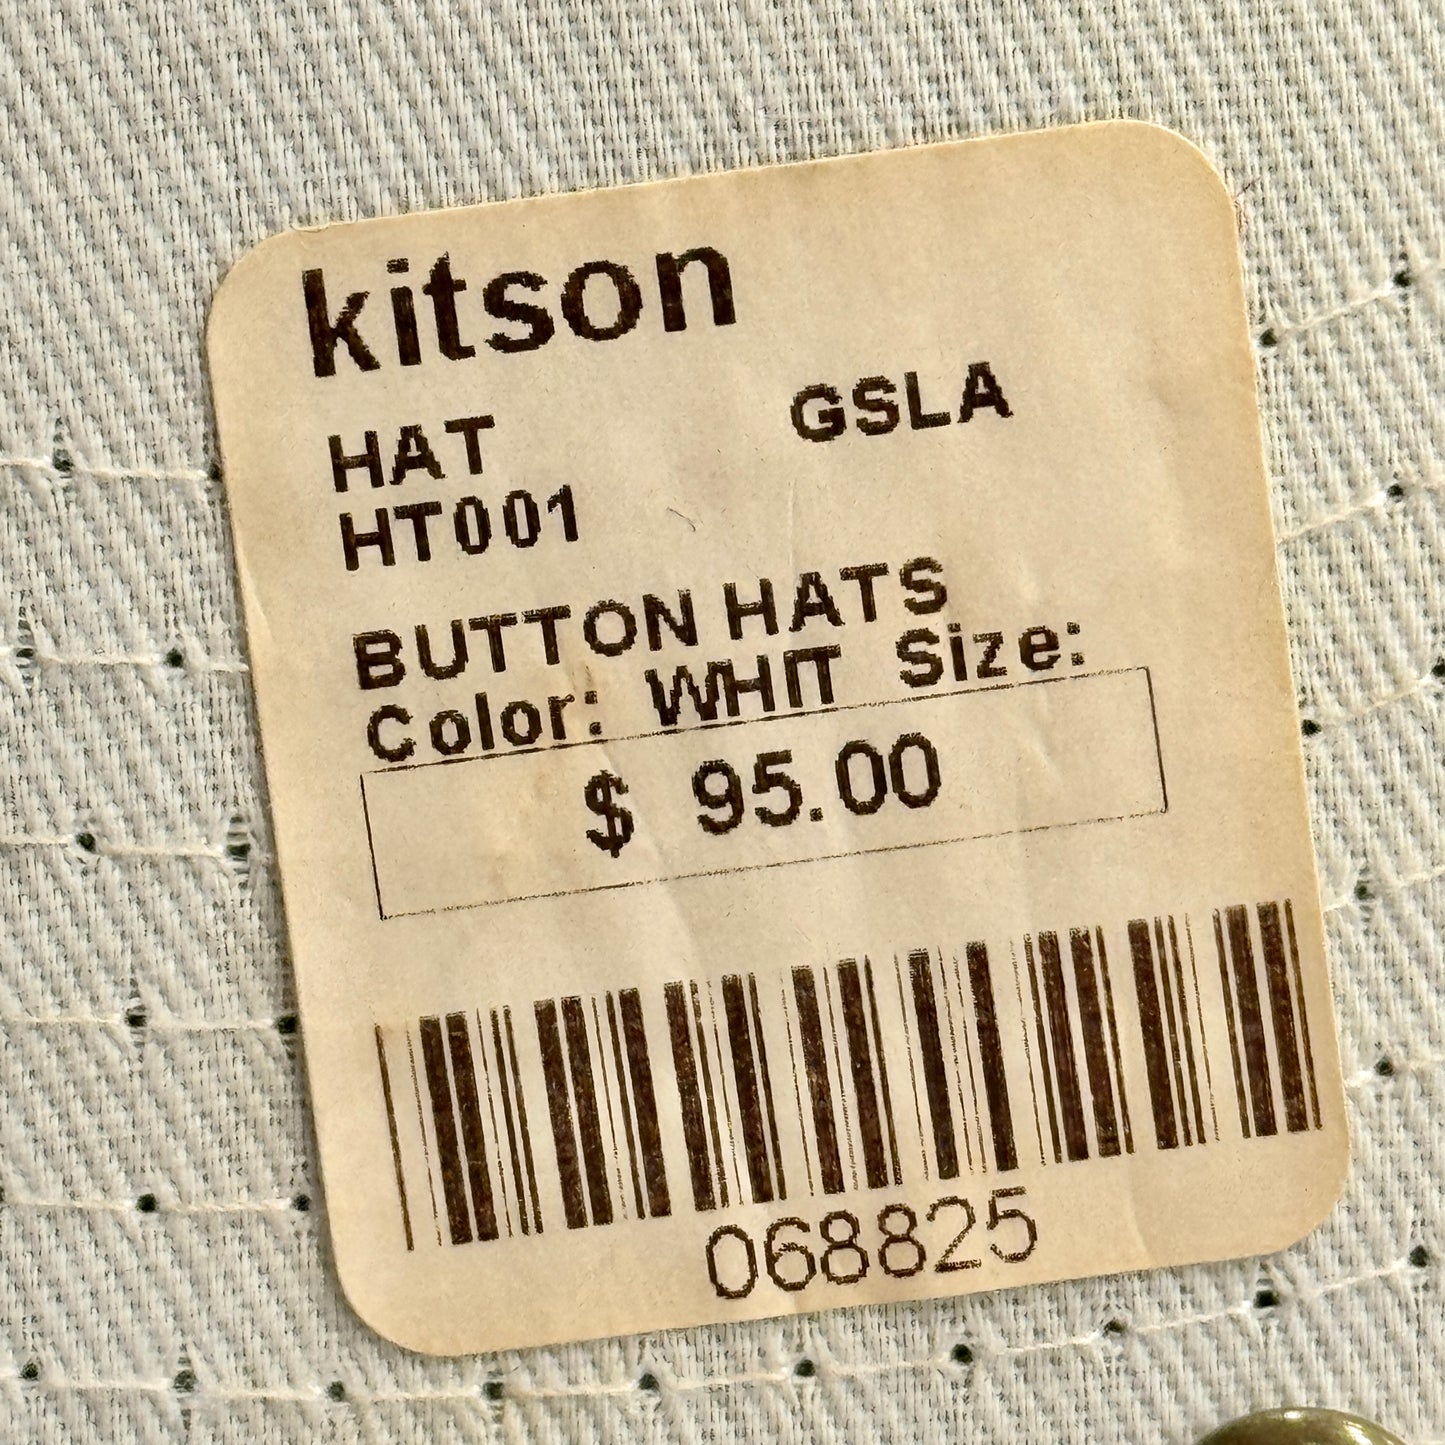 kitson
HAT GSLA
HT001
BUTTON HATS
Color: WHIT Size:
$ 95.00
068825